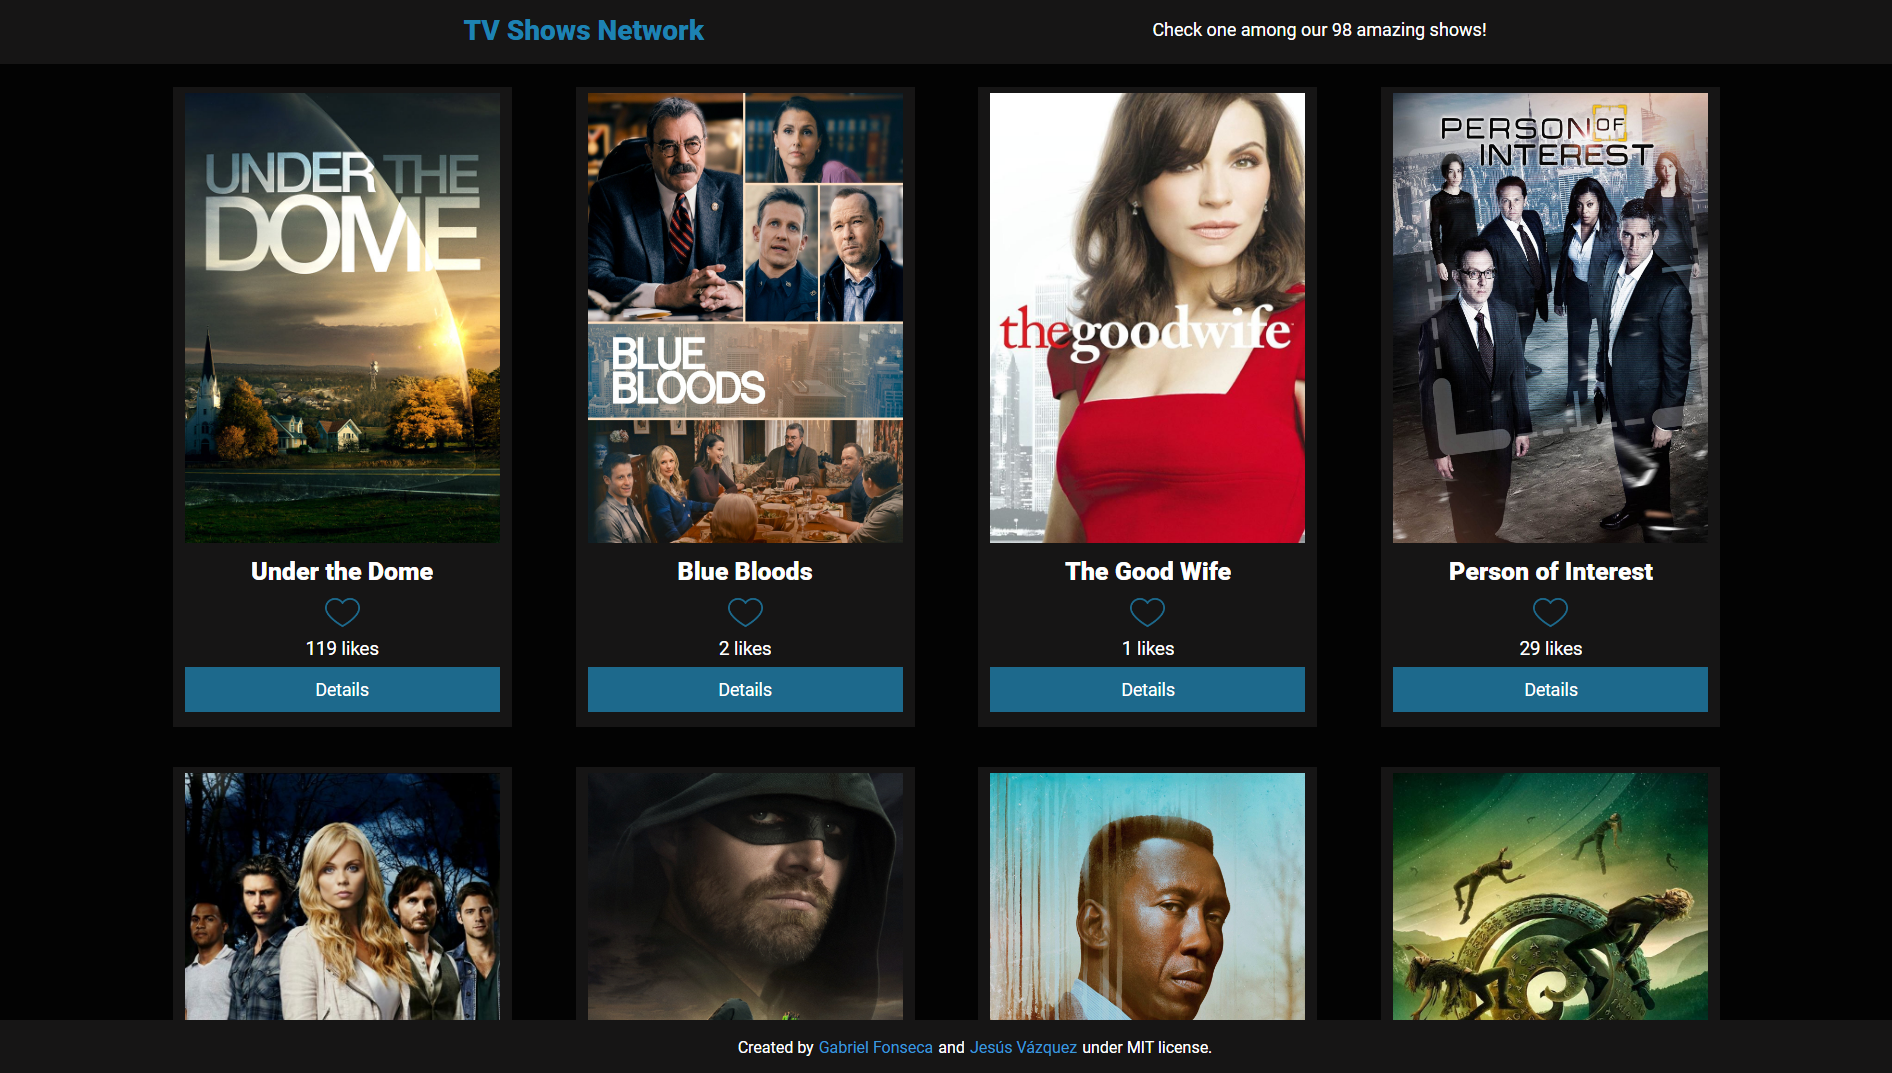 TV Shows Network
Check one among our 98 amazing shows!
UNDER THE
DOME
BLUE
BLOODS
thegoodwife
PERSON OF
INTEREST
Under the Dome
Blue Bloods
The Good Wife
Person of Interest
119 likes
2 likes
1 likes
29 likes
Details
Details
Details
Details
Created by Gabriel Fonseca and Jesús Vázquez under MIT license.